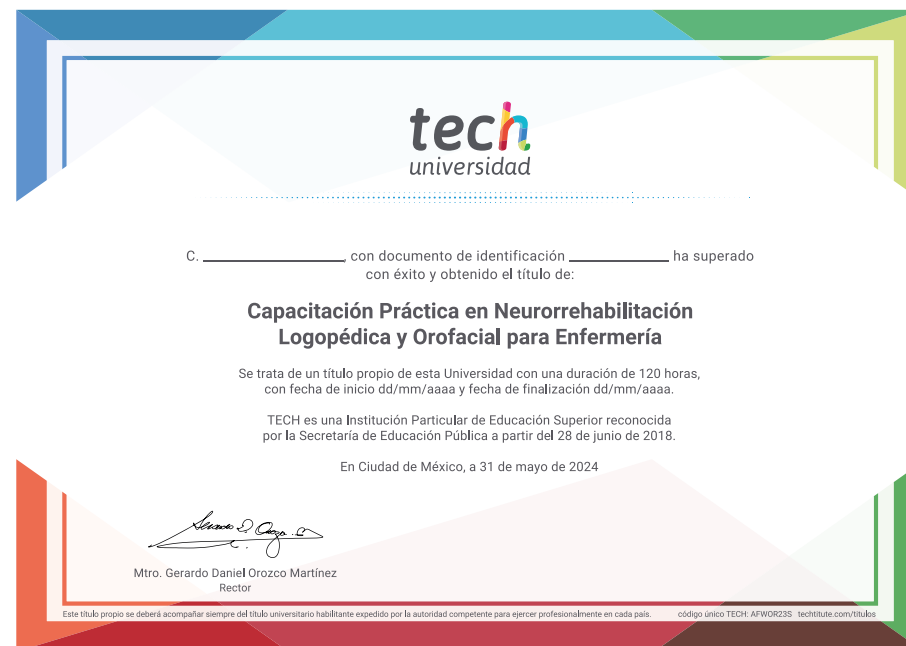 tech
universidad
C. ____________, con documento de identificación ____________ ha superado
con éxito y obtenido el título de:
Capacitación Práctica en Neurorrehabilitación
Logopédica y Orofacial para Enfermería
Se trata de un título propio de esta Universidad con una duración de 120 horas,
con fecha de inicio dd/mm/aaaa y fecha de finalización dd/mm/aaaa.
TECH es una Institución Particular de Educación Superior reconocida
por la Secretaría de Educación Pública a partir del 28 de junio de 2018.
En Ciudad de México, a 31 de mayo de 2024
Mtro. Gerardo Daniel Orozco Martínez
Rector
Este título propio se deberá acompañar siempre del título universitario habilitante expedido por la autoridad competente para ejercer profesionalmente en cada país. código único TECH: AFWOR23S techtitute.com/titulos